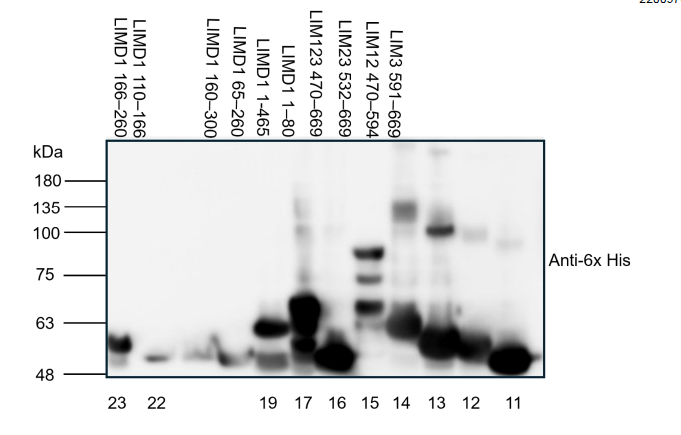 LIMD1 166–260
LIMD1 110–166
LIMD1 160–300
LIMD1 65–260
LIMD1 1-465
LIMD1 1–80
LIM123 470–669
LIM23 532–669
LIM12 470–594
LIM3 591–669
kDa
180
135
100
75
63
48
Anti-6x His
23 22 19 17 16 15 14 13 12 11